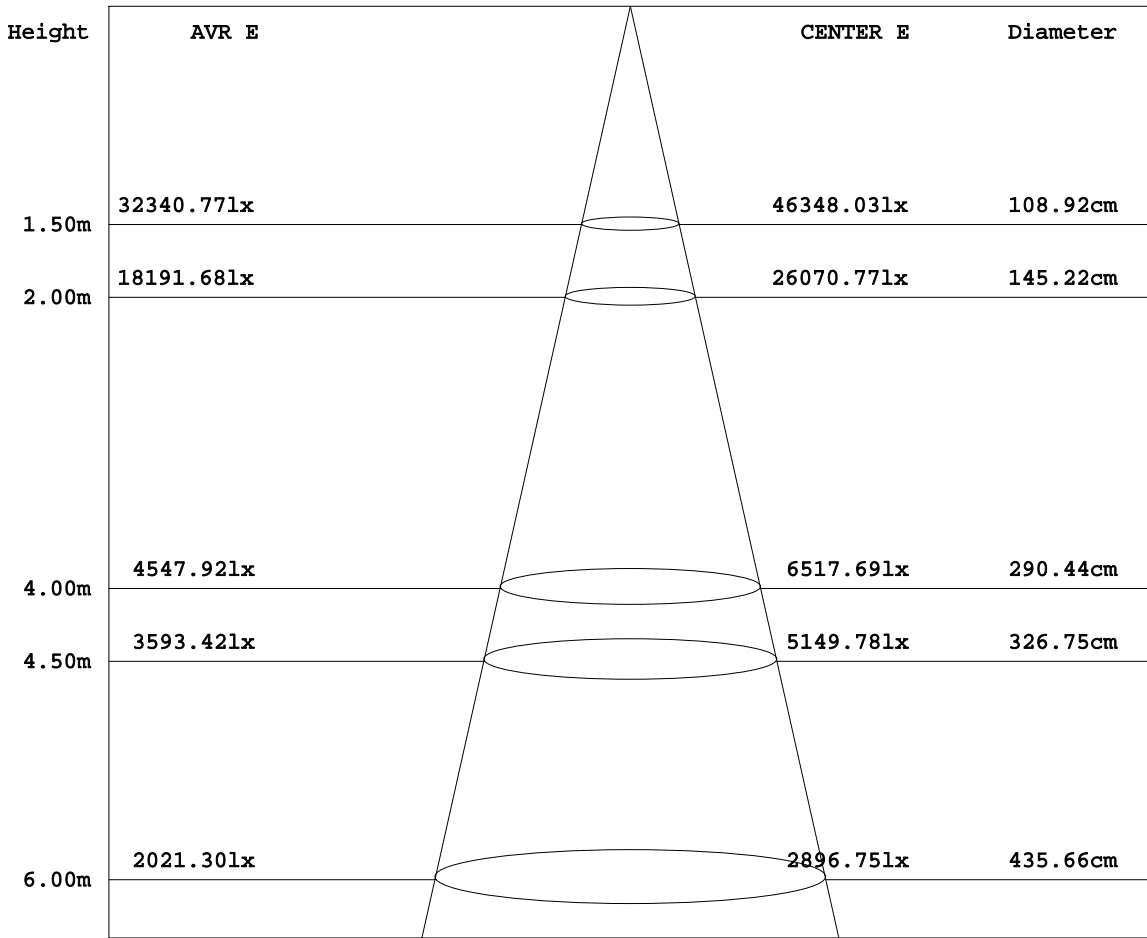 Height AVR E CENTER E Diameter
32340.77lx 46348.03lx 108.92cm
1.50m
18191.68lx 26070.77lx 145.22cm
2.00m
4547.92lx 6517.69lx 290.44cm
4.00m
3593.42lx 5149.78lx 326.75cm
4.50m
2021.30lx 2896.75lx 435.66cm
6.00m